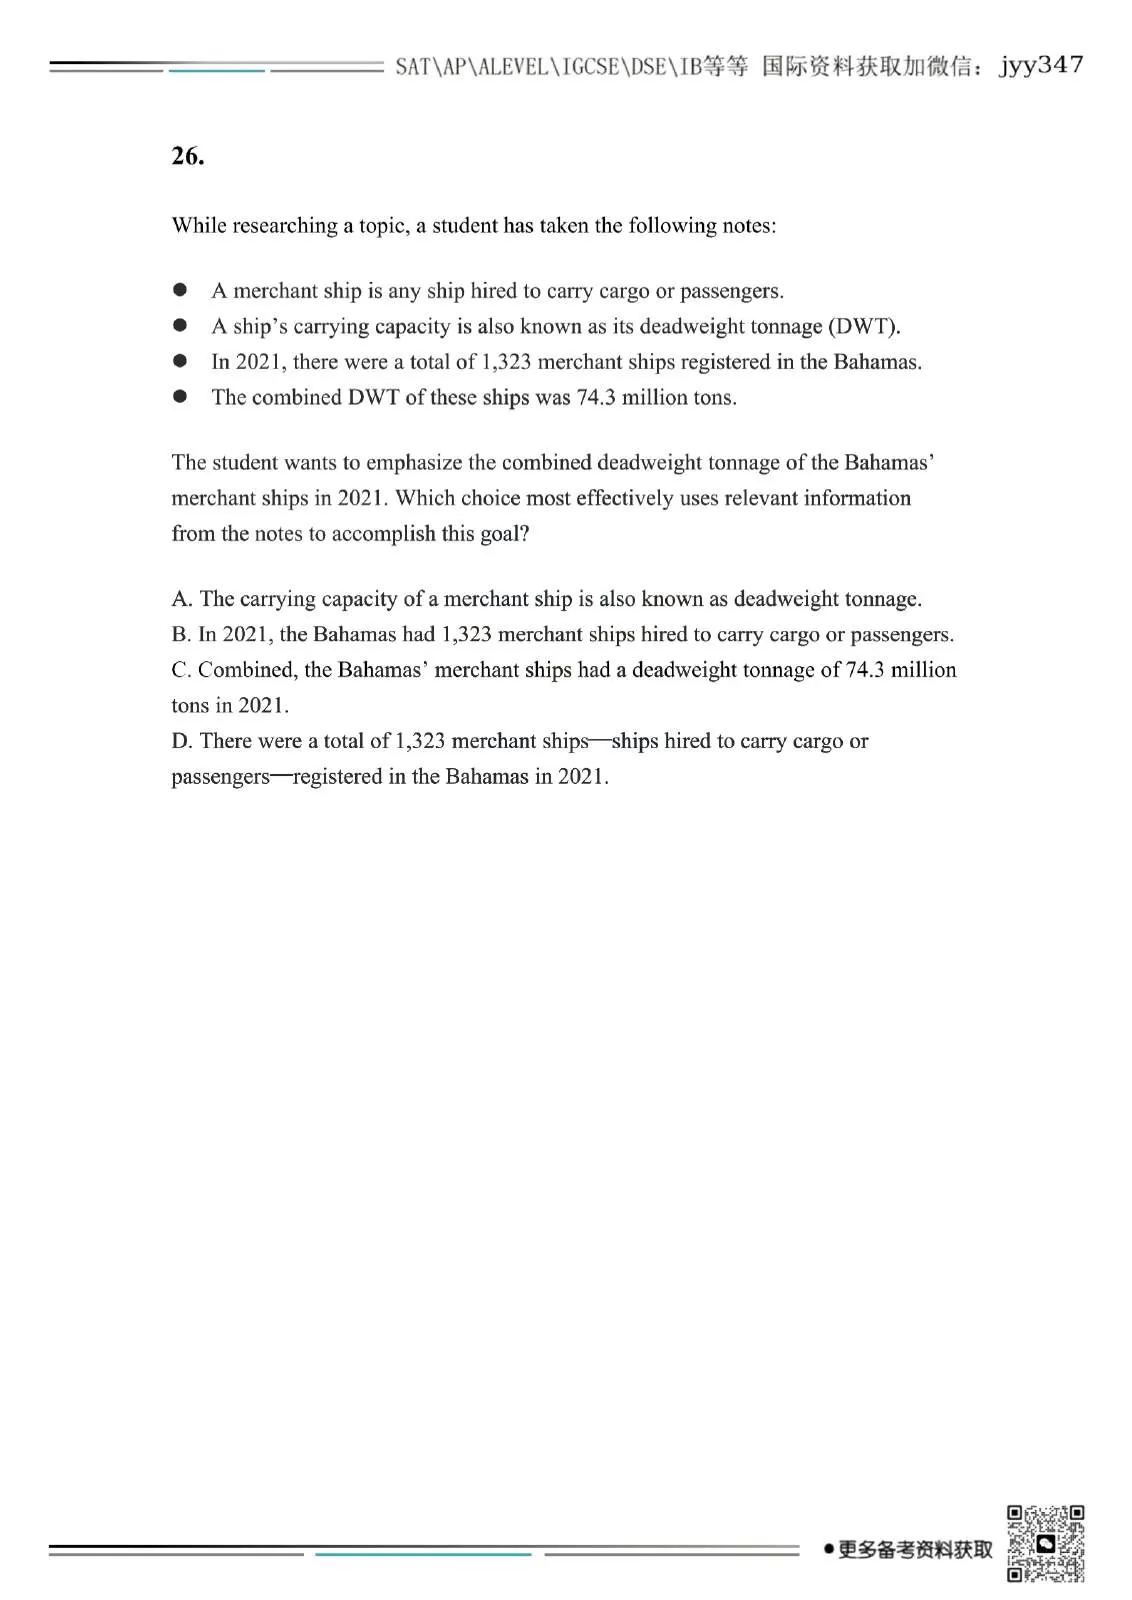 SAT\AP\ALEVEL\IGCSE\DSE\IB等等 国际资料获取加微信：jyy347
26.
While researching a topic, a student has taken the following notes:
● A merchant ship is any ship hired to carry cargo or passengers.
● A ship’s carrying capacity is also known as its deadweight tonnage (DWT).
● In 2021, there were a total of 1,323 merchant ships registered in the Bahamas.
● The combined DWT of these ships was 74.3 million tons.
The student wants to emphasize the combined deadweight tonnage of the Bahamas’
merchant ships in 2021. Which choice most effectively uses relevant information
from the notes to accomplish this goal?
A. The carrying capacity of a merchant ship is also known as deadweight tonnage.
B. In 2021, the Bahamas had 1,323 merchant ships hired to carry cargo or passengers.
C. Combined, the Bahamas’ merchant ships had a deadweight tonnage of 74.3 million
tons in 2021.
D. There were a total of 1,323 merchant ships—ships hired to carry cargo or
passengers—registered in the Bahamas in 2021.
●更多备考资料获取